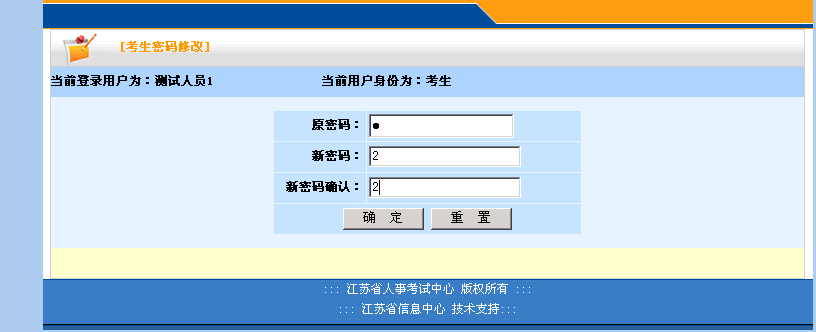 [考生密码修改]
当前登录用户为：测试人员1 当前用户身份为：考生
原密码： ●
新密码： 2
新密码确认： 2
确 定 重 置
::: 江苏省人事考试中心 版权所有 :::
::: 江苏省信息中心 技术支持:::